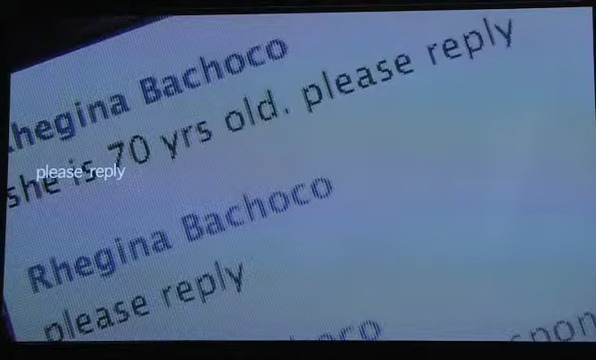 Rhegina Bachoco
she is 70 yrs old. please reply
please reply
Rhegina Bachoco
please reply